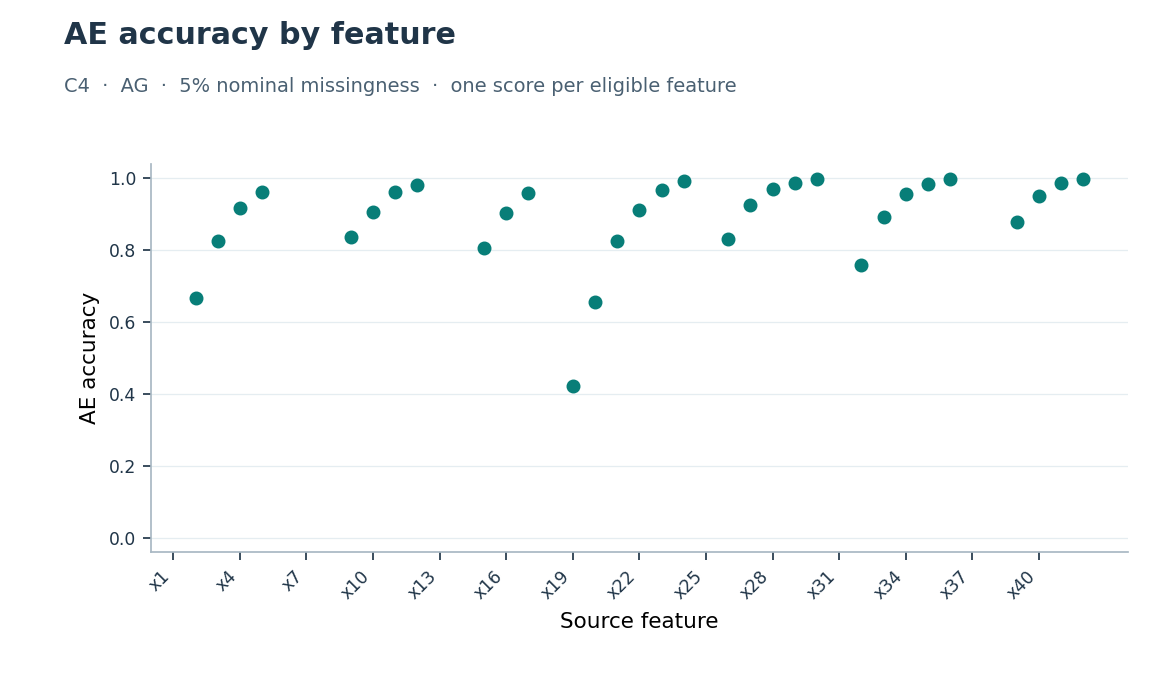 AE accuracy by feature
C4 · AG · 5% nominal missingness · one score per eligible feature
AE accuracy
1.0
0.8
0.6
0.4
0.2
0.0
x1 x4 x7 x10 x13 x16 x19 x22 x25 x28 x31 x34 x37 x40
Source feature